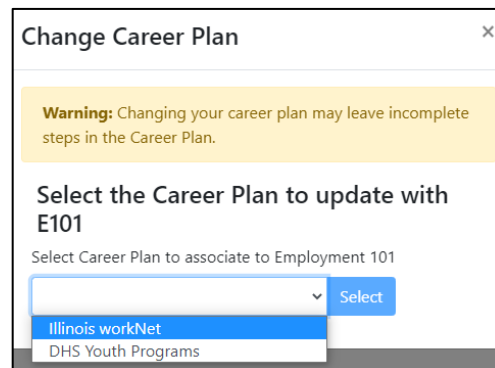 Change Career Plan ×
Warning: Changing your career plan may leave incomplete
steps in the Career Plan.
Select the Career Plan to update with
E101
Select Career Plan to associate to Employment 101
Select
Illinois workNet
DHS Youth Programs